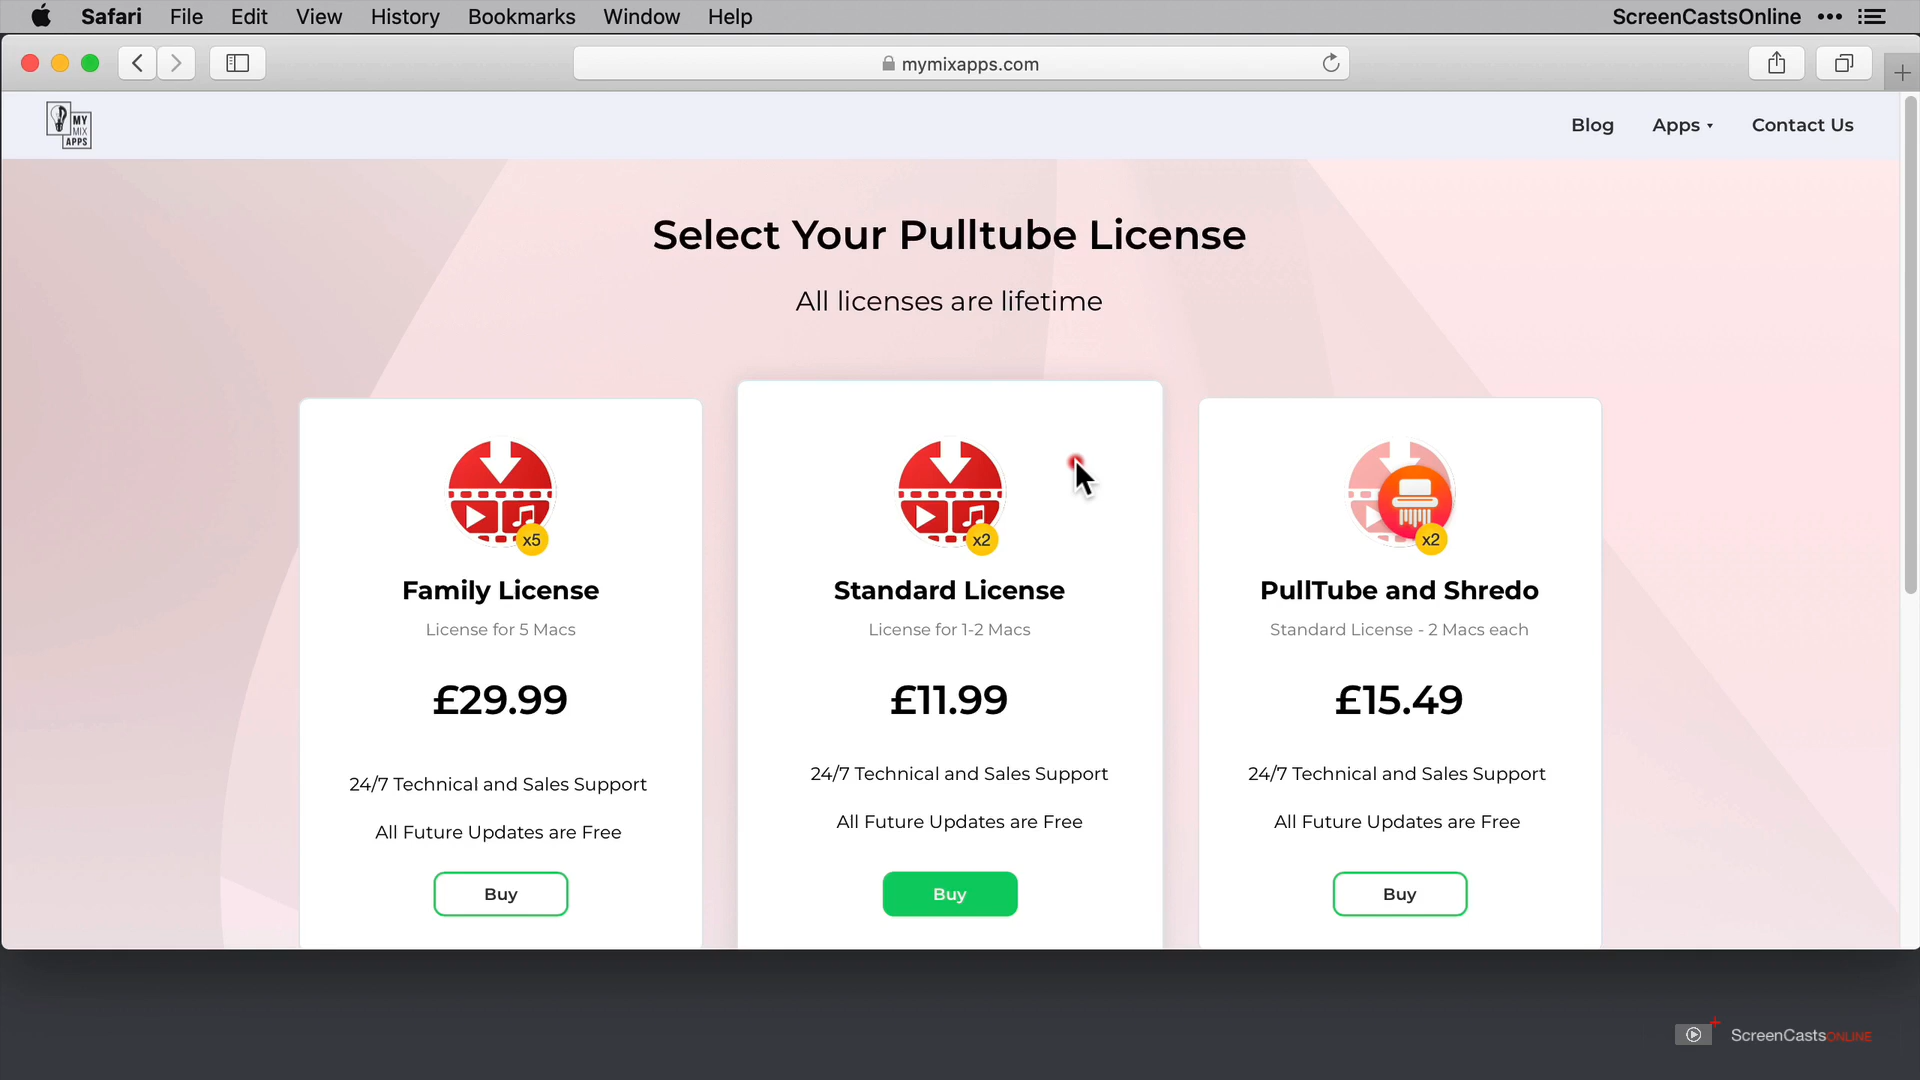 Safari File Edit View History Bookmarks Window Help ScreenCastsOnline •••
mymixapps.com
MY
MIX
APPS
Blog Apps ▾ Contact Us
Select Your Pulltube License
All licenses are lifetime
x5
Family License
License for 5 Macs
£29.99
24/7 Technical and Sales Support
All Future Updates are Free
Buy
x2
Standard License
License for 1-2 Macs
£11.99
24/7 Technical and Sales Support
All Future Updates are Free
Buy
x2
PullTube and Shredo
Standard License - 2 Macs each
£15.49
24/7 Technical and Sales Support
All Future Updates are Free
Buy
ScreenCastsONLINE